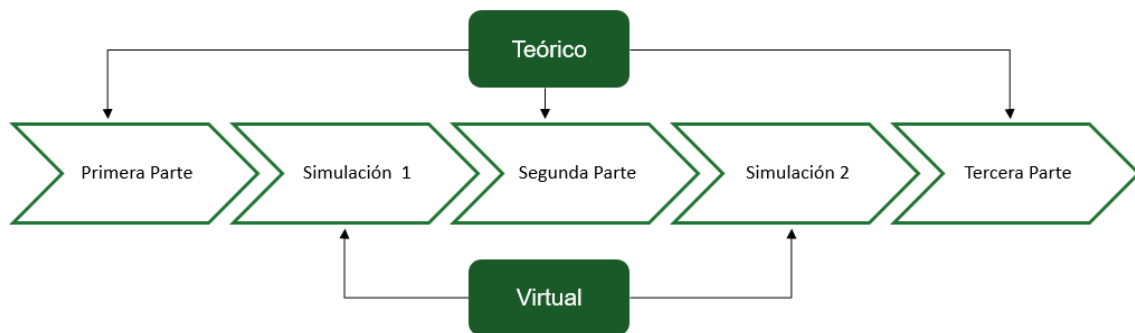 Teórico
Primera Parte
Simulación 1
Segunda Parte
Simulación 2
Tercera Parte
Virtual